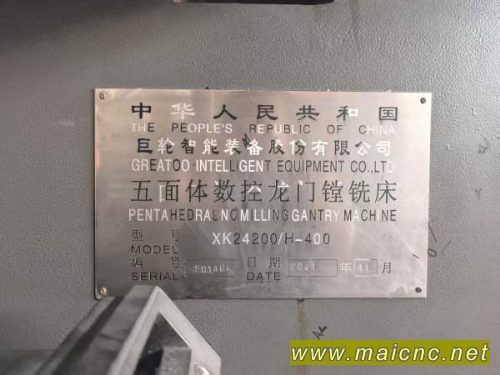 中华人民共和国
THE PEOPLE'S REPUBLIC OF CHINA
巨轮智能装备股份有限公司
GREATOO INTELLIGENT EQUIPMENT CO.,LTD
五面体数控龙门镗铣床
PENTAHEDRAL NC MILLING GANTRY MACHINE
型号 XK24200/H-400
MODEL
编号 日期 年 11 月
SERIAL DATE
www.maicnc.net